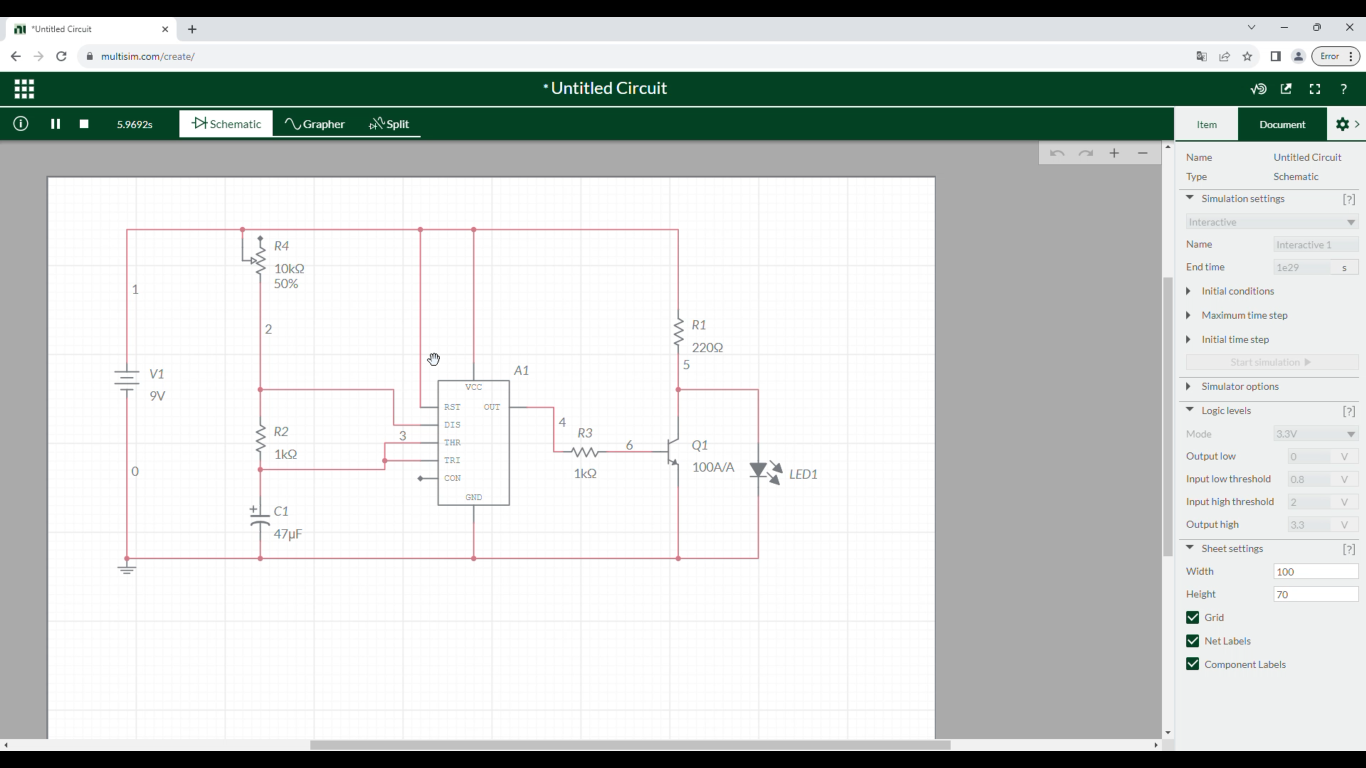 *Untitled Circuit
multisim.com/create/
Error
* Untitled Circuit
5.9692s
Schematic
Grapher
Split
Item
Document
Name Untitled Circuit
Type Schematic
Simulation settings [?]
Interactive
Name Interactive 1
End time 1e29 s
Initial conditions
Maximum time step
Initial time step
Start simulation
Simulator options
Logic levels [?]
Mode 3.3V
Output low 0 V
Input low threshold 0.8 V
Input high threshold 2 V
Output high 3.3 V
Sheet settings [?]
Width 100
Height 70
Grid
Net Labels
Component Labels
R4
10kΩ
50%
1
2
R1
220Ω
5
V1
9V
A1
VCC
RST OUT
DIS
THR
TRI
CON
GND
3
4
R2
1kΩ
R3
1kΩ
6
Q1
100A/A
LED1
0
+
C1
47μF